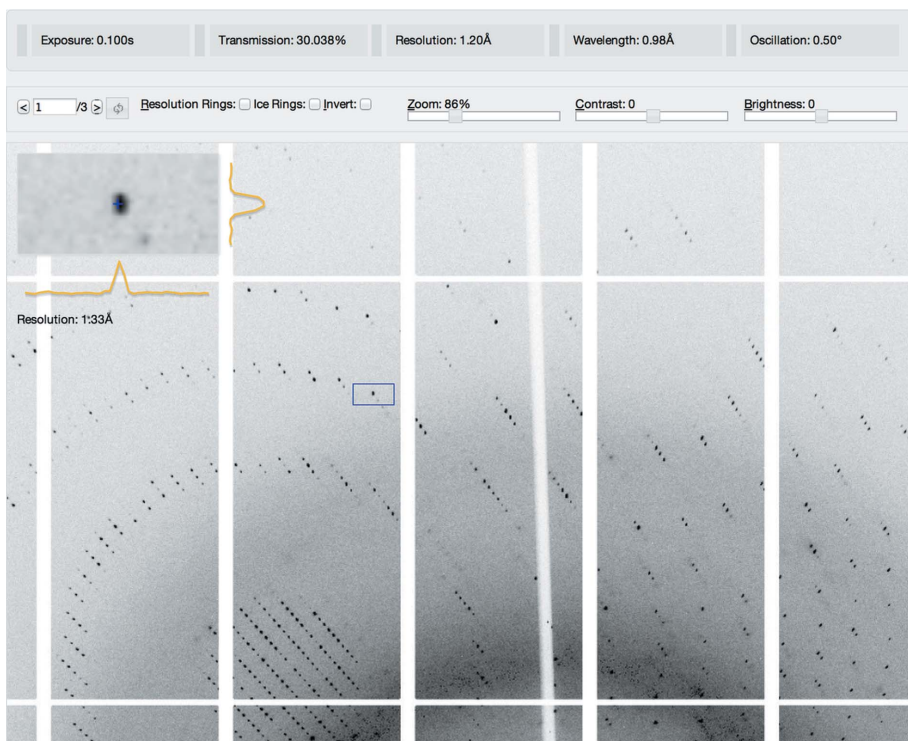 Exposure: 0.100s Transmission: 30.038% Resolution: 1.20Å Wavelength: 0.98Å Oscillation: 0.50°
< 1 /3 > Resolution Rings: Ice Rings: Invert: Zoom: 86% Contrast: 0 Brightness: 0
Resolution: 1.33Å